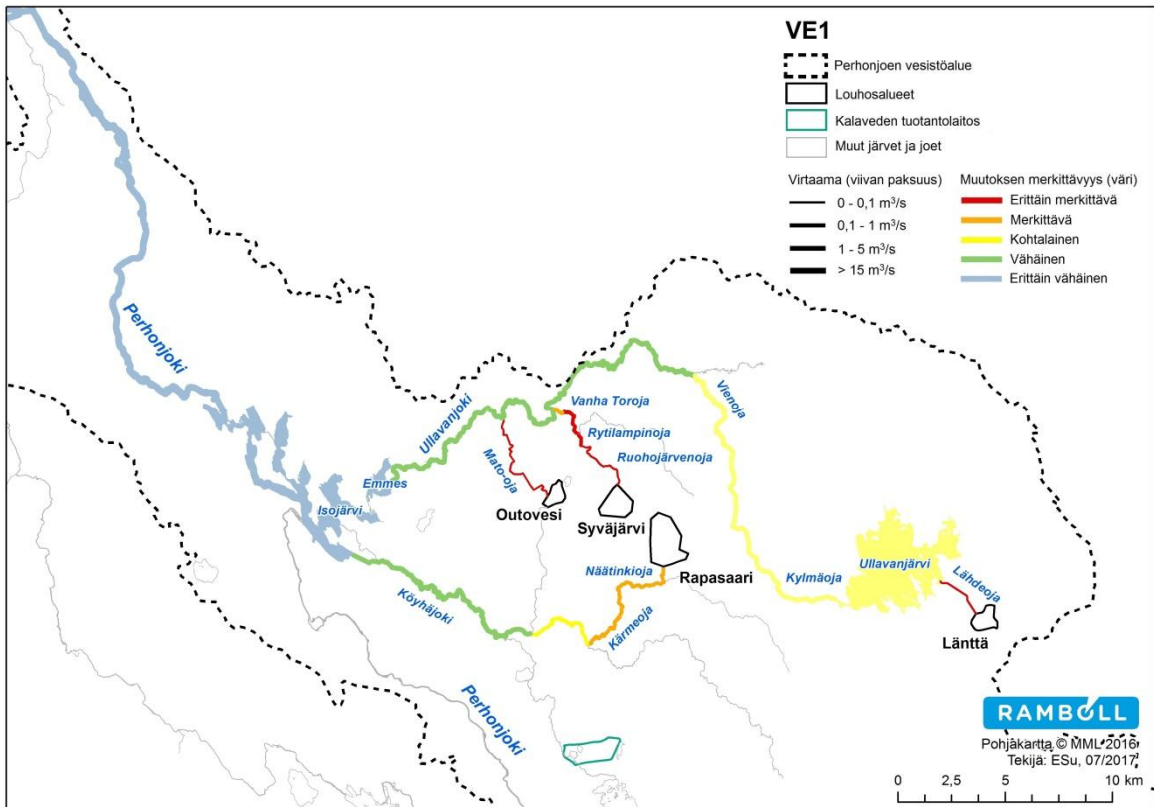 VE1
Perhonjoen vesistöalue
Louhosalueet
Kalaveden tuotantolaitos
Muut järvet ja joet
Virtaama (viivan paksuus)
0 - 0,1 m³/s
0,1 - 1 m³/s
1 - 5 m³/s
> 15 m³/s
Muutoksen merkittävyys (väri)
Erittäin merkittävä
Merkittävä
Kohtalainen
Vähäinen
Erittäin vähäinen
Perhonjoki
Ullavanjoki
Vanha Toroja
Vienoja
Rytilampinoja
Ruohojärvenoja
Mato-oja
Emmes
Isojärvi
Outovesi
Syväjärvi
Rapasaari
Näätinkioja
Kylmäoja
Ullavanjärvi
Lähdeoja
Länttä
Köyhäjoki
Kärmeoja
Perhonjoki
RAMBOLL
Pohjakartta © MML 2016
Tekijä: ESu, 07/2017
0 2,5 5 10 km